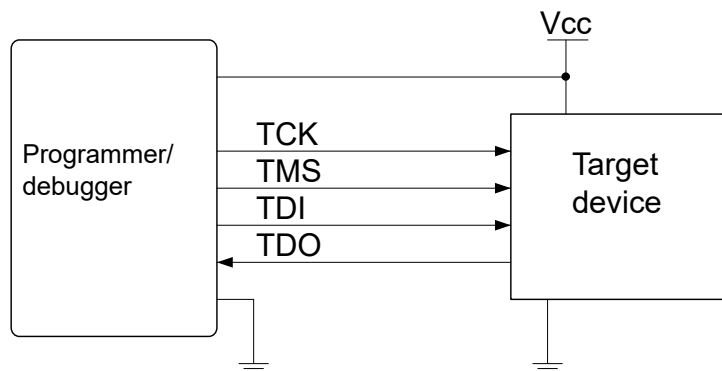 Vcc
TCK
Programmer/
debugger
TMS
TDI
TDO
Target
device